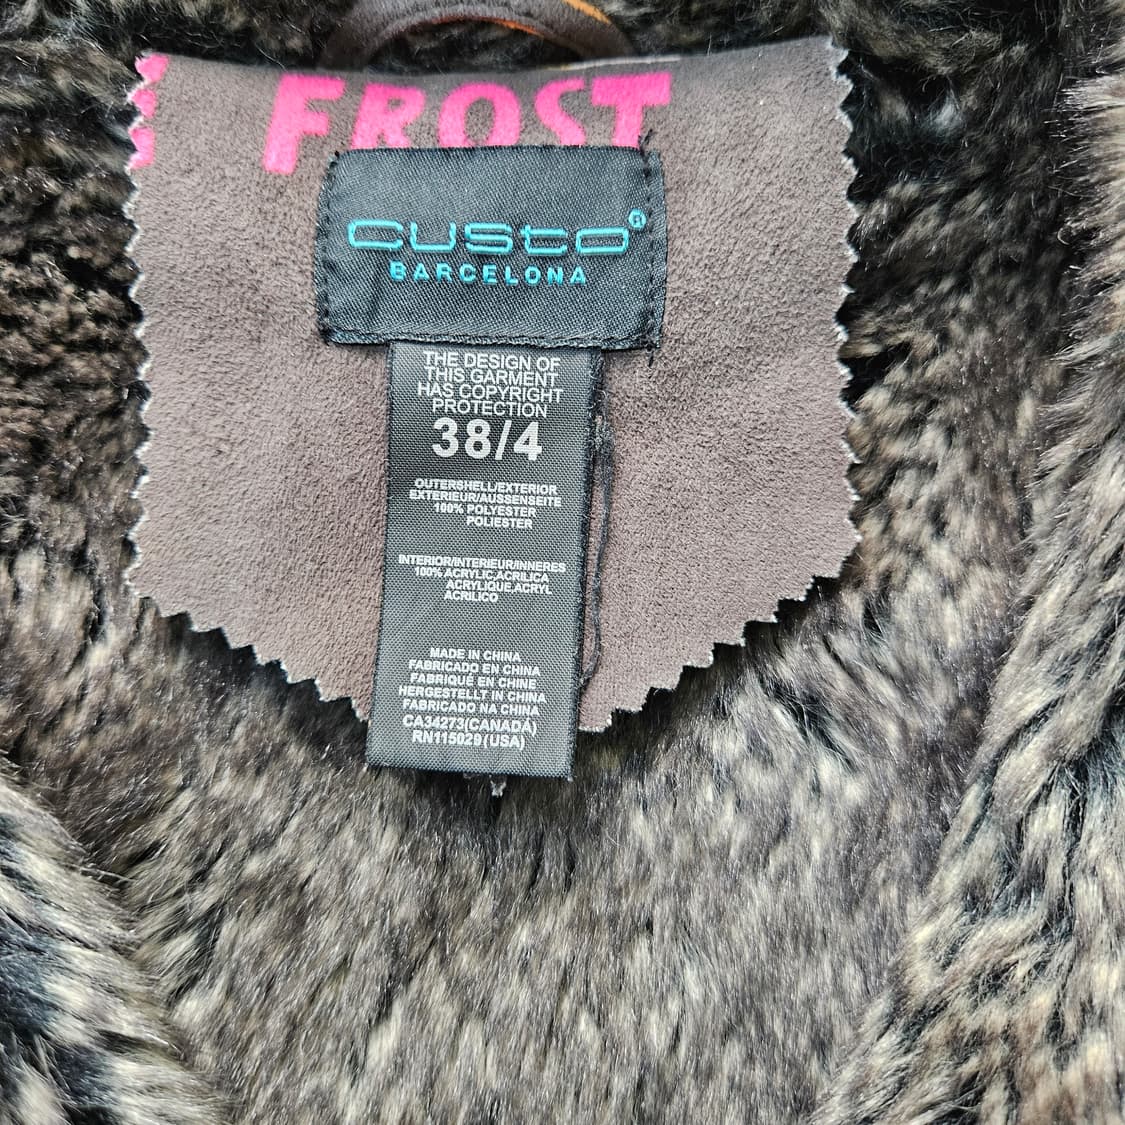 FROST
custo®
BARCELONA
THE DESIGN OF
THIS GARMENT
HAS COPYRIGHT
PROTECTION
38/4
OUTERSHELL/EXTERIOR
EXTERIEUR/AUSSENSEITE
100% POLYESTER
POLIESTER
INTERIOR/INTERIEUR/INNERES
100% ACRYLIC,ACRILICA
ACRYLIQUE,ACRYL
ACRILICO
MADE IN CHINA
FABRICADO EN CHINA
FABRIQUÉ EN CHINE
HERGESTELLT IN CHINA
FABRICADO NA CHINA
CA34273(CANADÁ)
RN115029(USA)